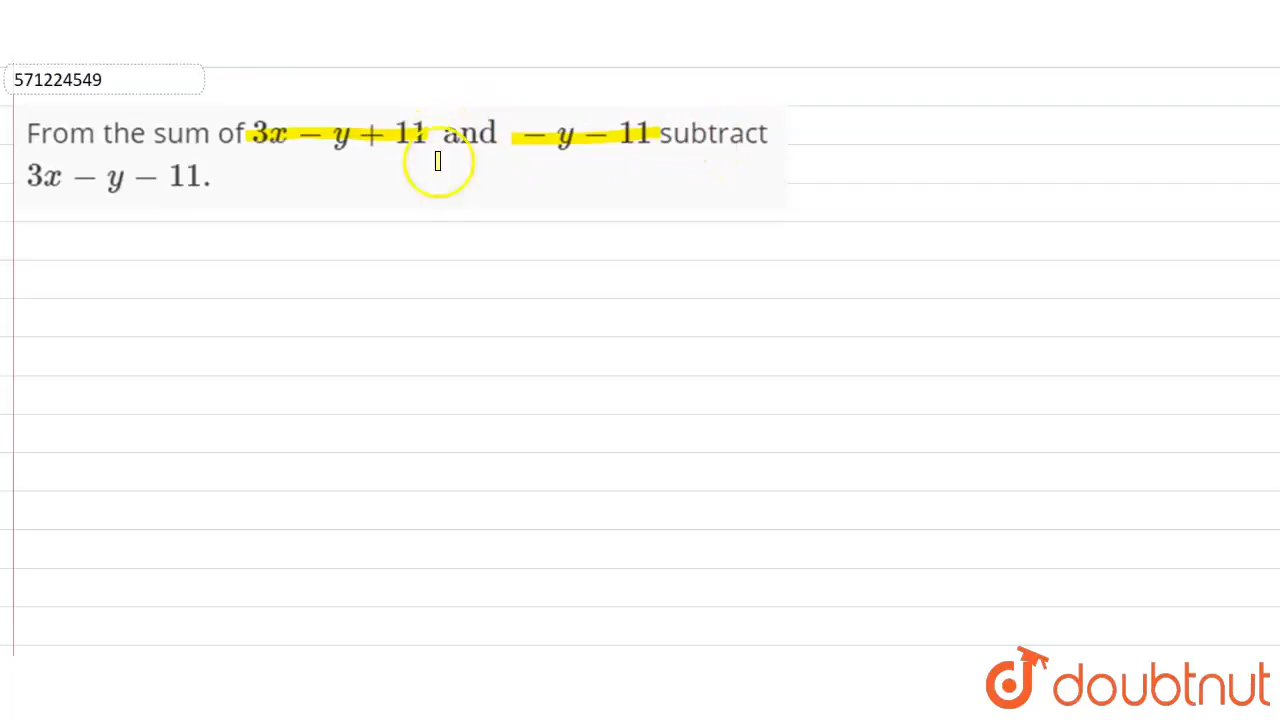 571224549
From the sum of 3x − y + 11 and − y − 11 subtract
3x − y − 11.
doubtnut